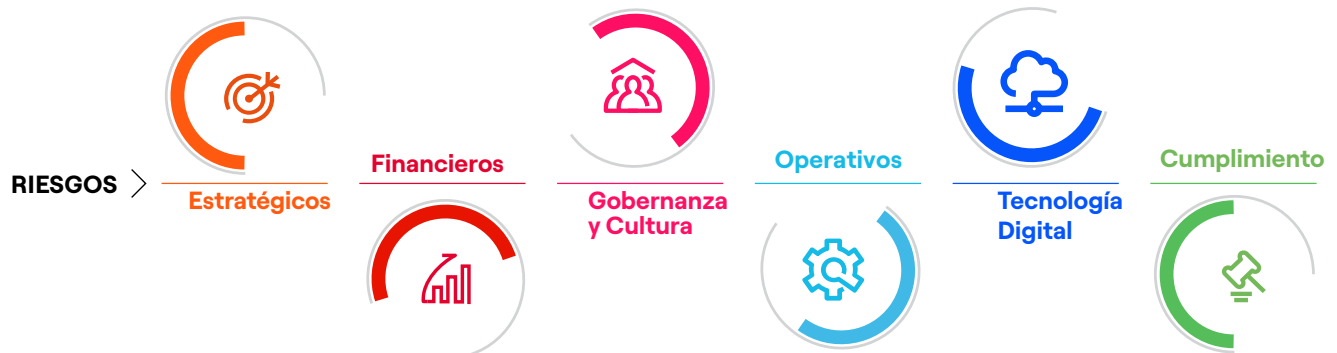 RIESGOS
Estratégicos
Financieros
Gobernanza
y Cultura
Operativos
Tecnología
Digital
Cumplimiento